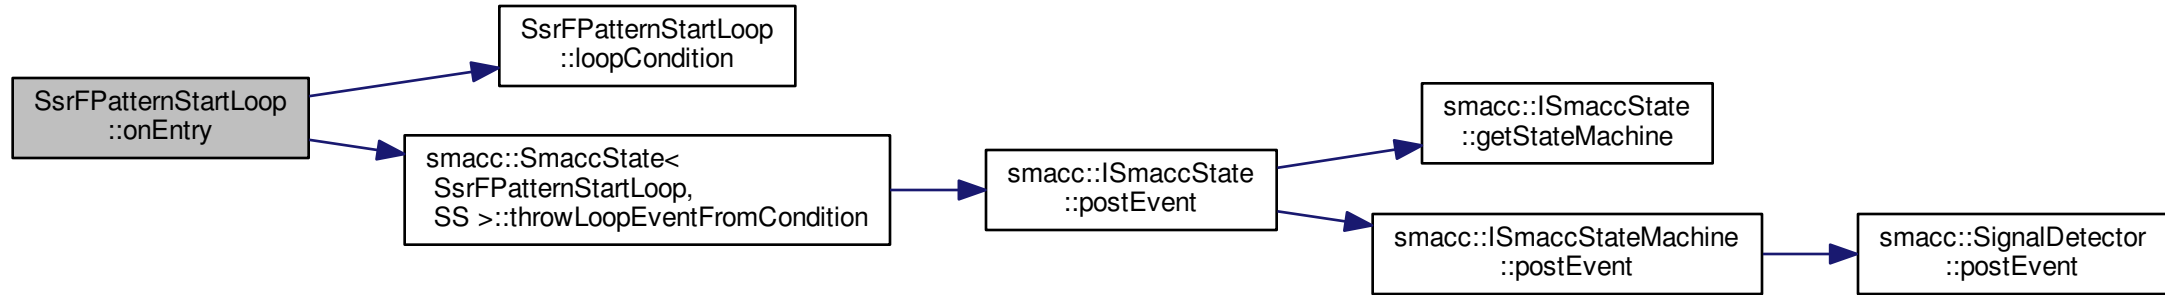 SsrFPatternStartLoop
::onEntry
SsrFPatternStartLoop
::loopCondition
smacc::SmaccState<
SsrFPatternStartLoop,
SS >::throwLoopEventFromCondition
smacc::ISmaccState
::postEvent
smacc::ISmaccState
::getStateMachine
smacc::ISmaccStateMachine
::postEvent
smacc::SignalDetector
::postEvent